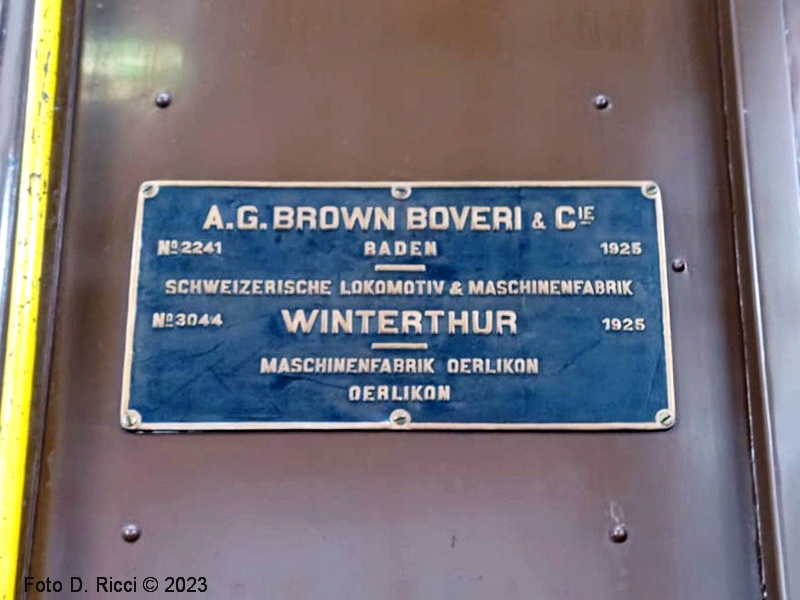 A.G. BROWN BOVERI & CIE
No 2241 BADEN 1925
SCHWEIZERISCHE LOKOMOTIV & MASCHINENFABRIK
No 3044 WINTERTHUR 1925
MASCHINENFABRIK OERLIKON
OERLIKON
Foto D. Ricci © 2023